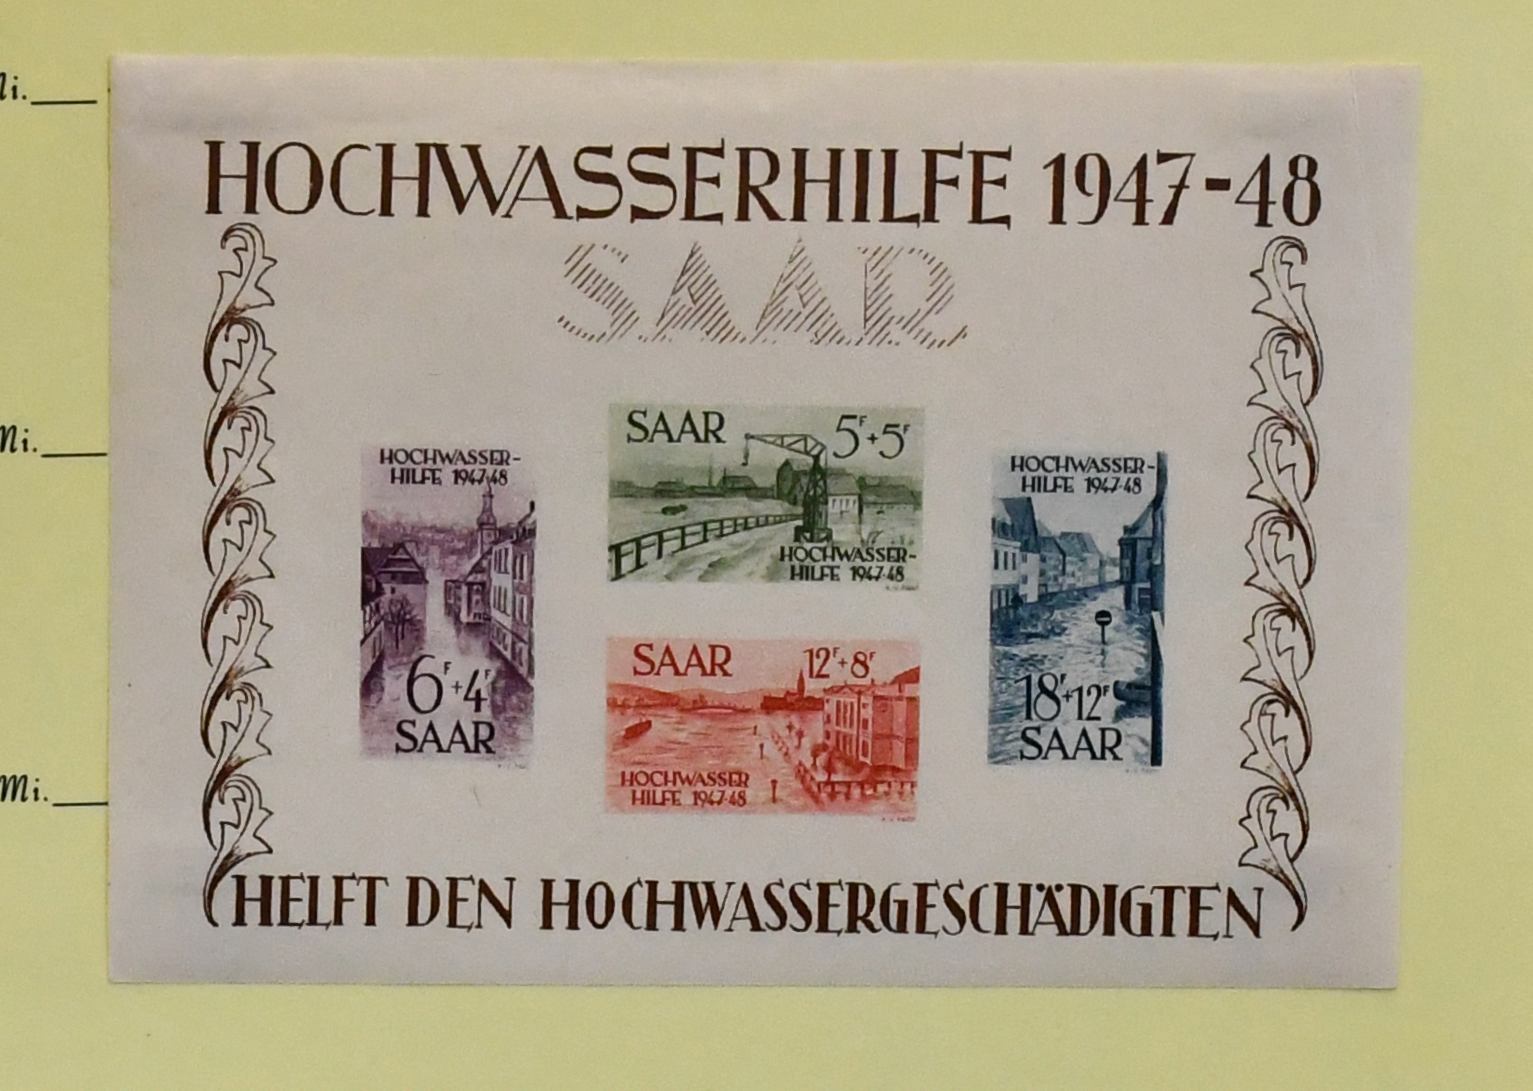 Mi.
HOCHWASSERHILFE 1947-48
SAAR
HOCHWASSER-
HILFE 1947-48
6F+4F
SAAR
SAAR 5F+5F
HOCHWASSER-
HILFE 1947-48
SAAR 12F+8F
HOCHWASSER
HILFE 1947-48
HOCHWASSER-
HILFE 1947-48
18F+12F
SAAR
Mi.
Mi.
HELFT DEN HOCHWASSERGESCHÄDIGTEN